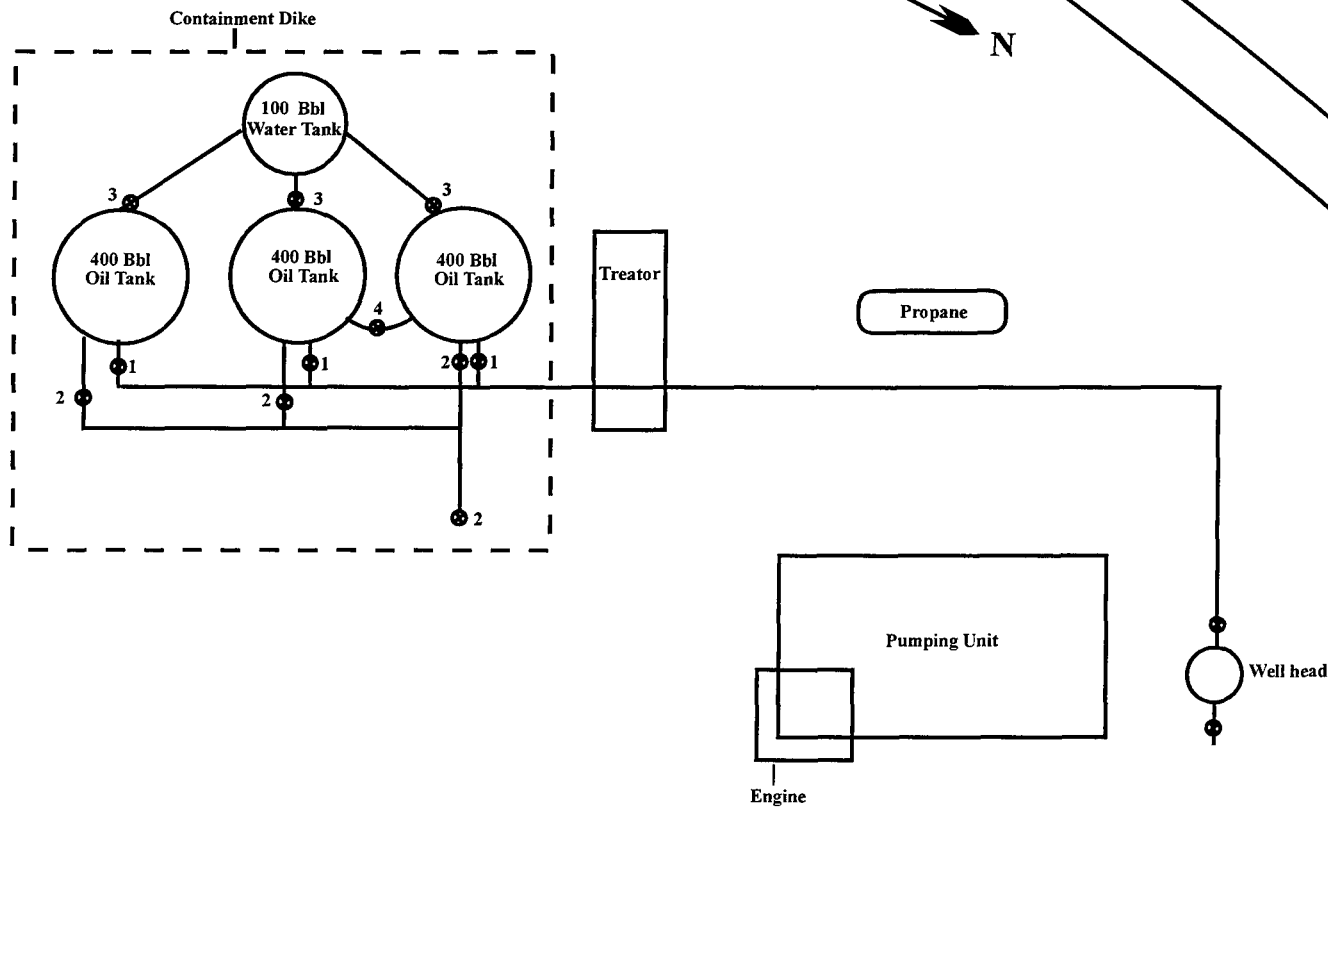 Containment Dike
N
100 Bbl
Water Tank
3
3
3
400 Bbl
Oil Tank
400 Bbl
Oil Tank
400 Bbl
Oil Tank
4
Treator
Propane
1
1
2
1
2
2
2
Pumping Unit
Well head
Engine